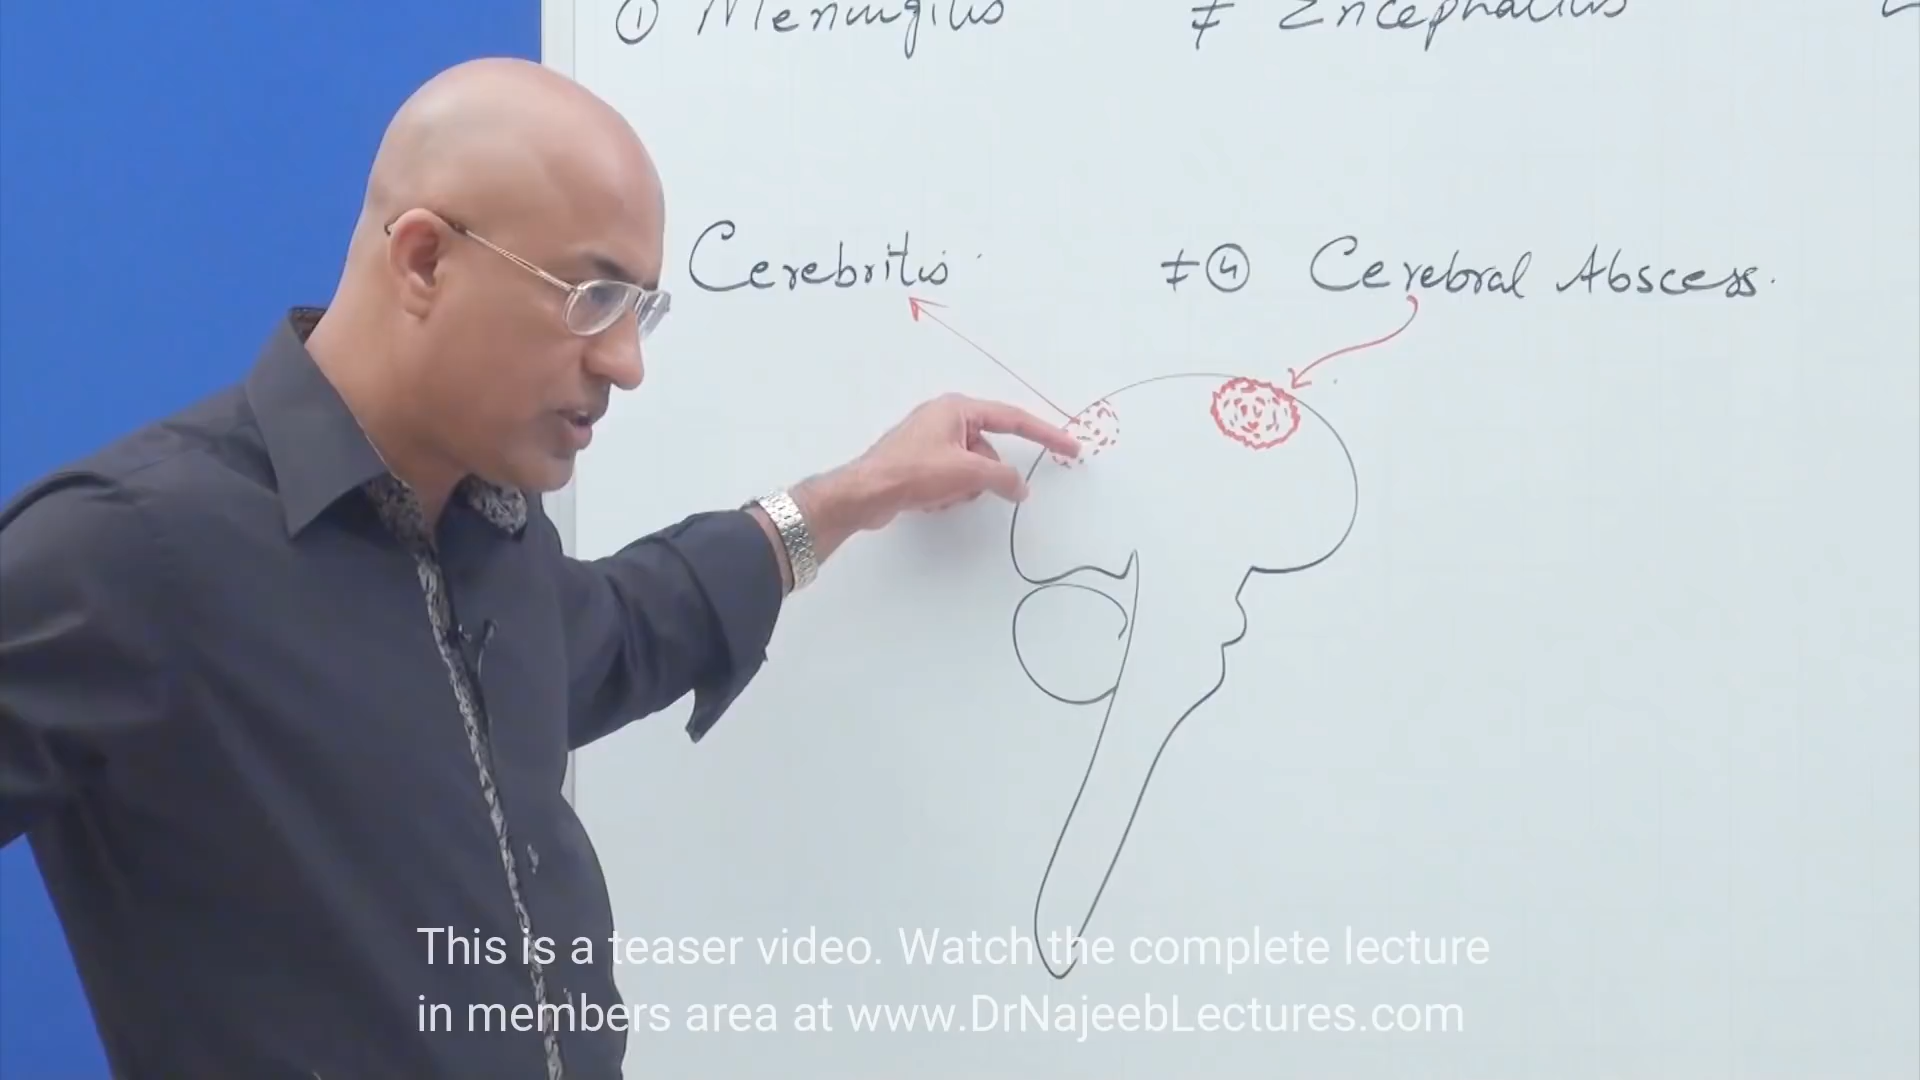 ① Meningitis ≠ Encephalitis
Cerebritis ≠ ④ Cerebral Abscess.
This is a teaser video. Watch the complete lecture
in members area at www.DrNajeebLectures.com